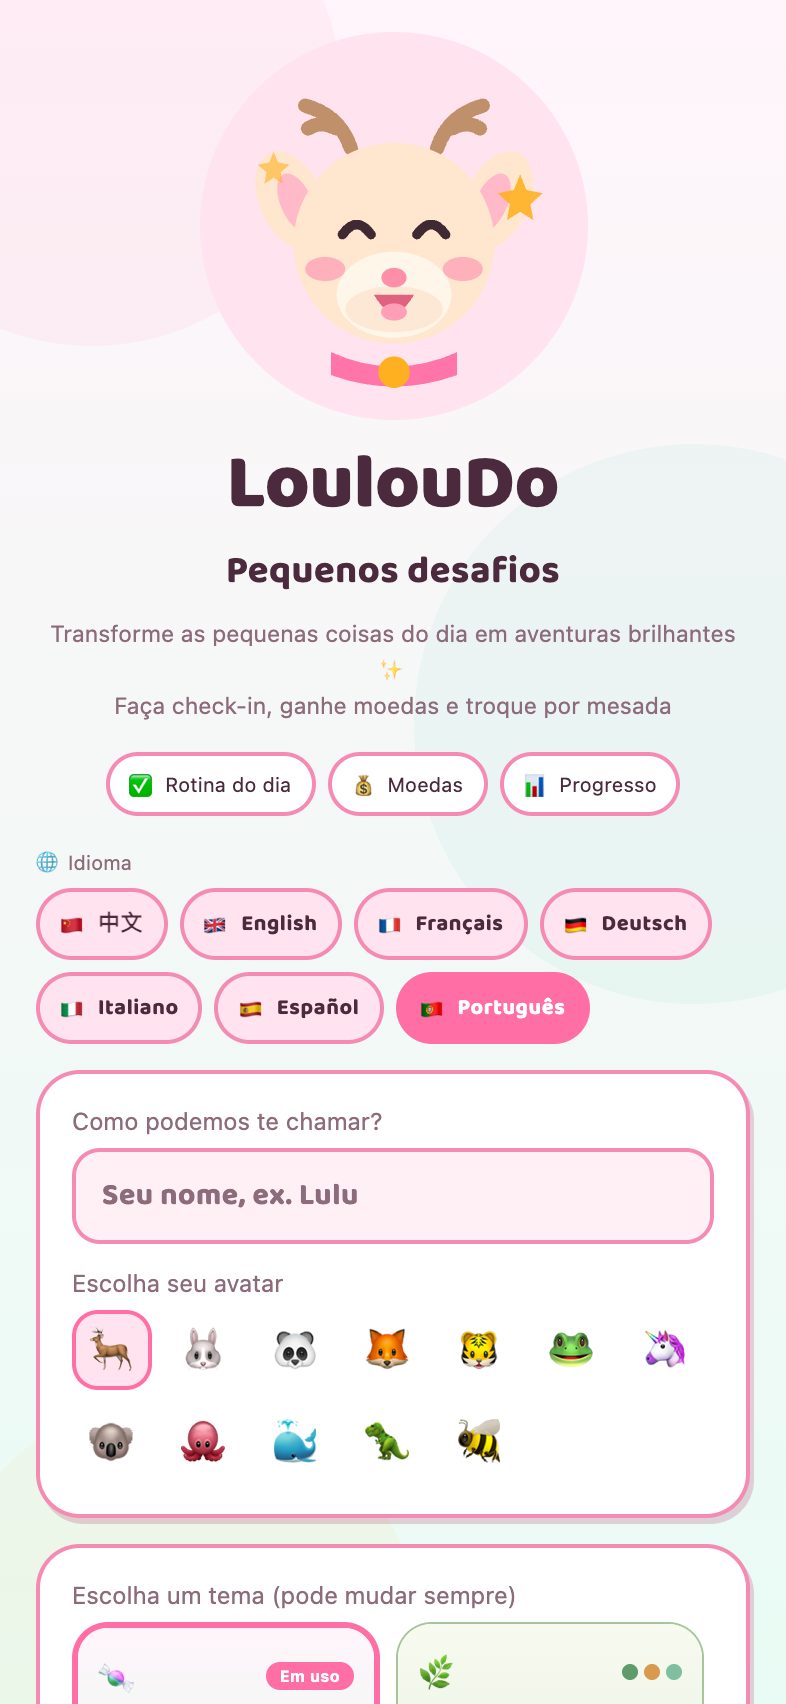 LoulouDo
Pequenos desafios
Transforme as pequenas coisas do dia em aventuras brilhantes
✨
Faça check-in, ganhe moedas e troque por mesada
✅ Rotina do dia 💰 Moedas 📊 Progresso
🌐 Idioma
🇨🇳 中文 🇬🇧 English 🇫🇷 Français 🇩🇪 Deutsch
🇮🇹 Italiano 🇪🇸 Español 🇵🇹 Português
Como podemos te chamar?
Seu nome, ex. Lulu
Escolha seu avatar
Escolha um tema (pode mudar sempre)
Em uso